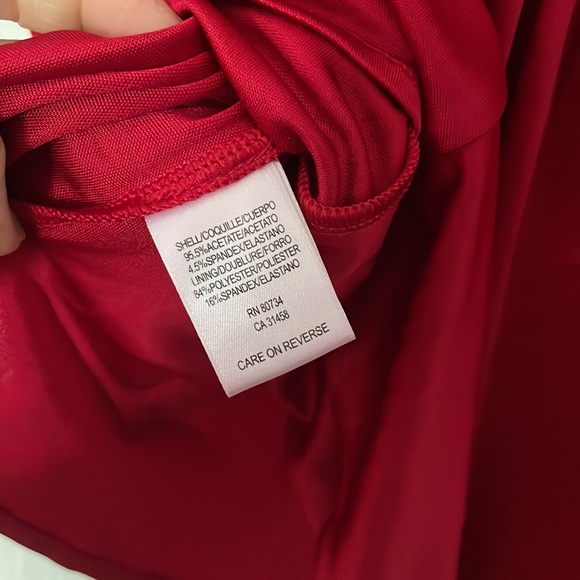 SHELL/COQUILLE/CUERPO
95.5%ACETATE/ACETATO
4.5%SPANDEX/ELASTANO
LINING/DOUBLURE/FORRO
84%POLYESTER/POLIESTER
16%SPANDEX/ELASTANO
RN 80734
CA 31458
CARE ON REVERSE